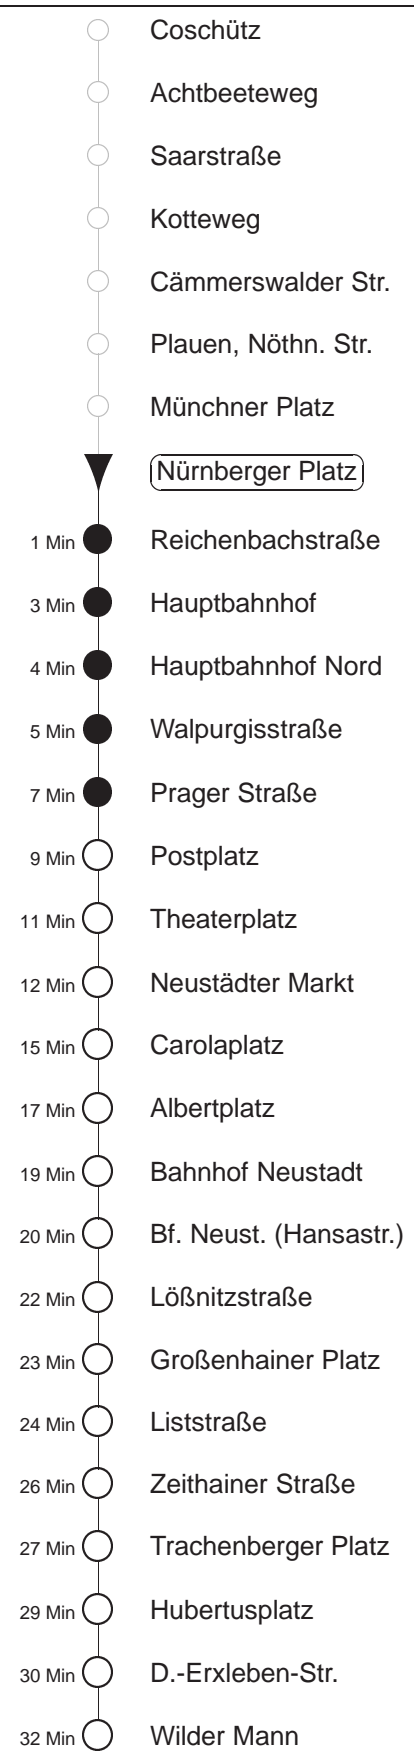 Coschütz
Achtbeeteweg
Saarstraße
Kotteweg
Cämmerswalder Str.
Plauen, Nöthn. Str.
Münchner Platz
Nürnberger Platz
1 Min Reichenbachstraße
3 Min Hauptbahnhof
4 Min Hauptbahnhof Nord
5 Min Walpurgisstraße
7 Min Prager Straße
9 Min Postplatz
11 Min Theaterplatz
12 Min Neustädter Markt
15 Min Carolaplatz
17 Min Albertplatz
19 Min Bahnhof Neustadt
20 Min Bf. Neust. (Hansastr.)
22 Min Lößnitzstraße
23 Min Großenhainer Platz
24 Min Liststraße
26 Min Zeithainer Straße
27 Min Trachenberger Platz
29 Min Hubertusplatz
30 Min D.-Erxleben-Str.
32 Min Wilder Mann